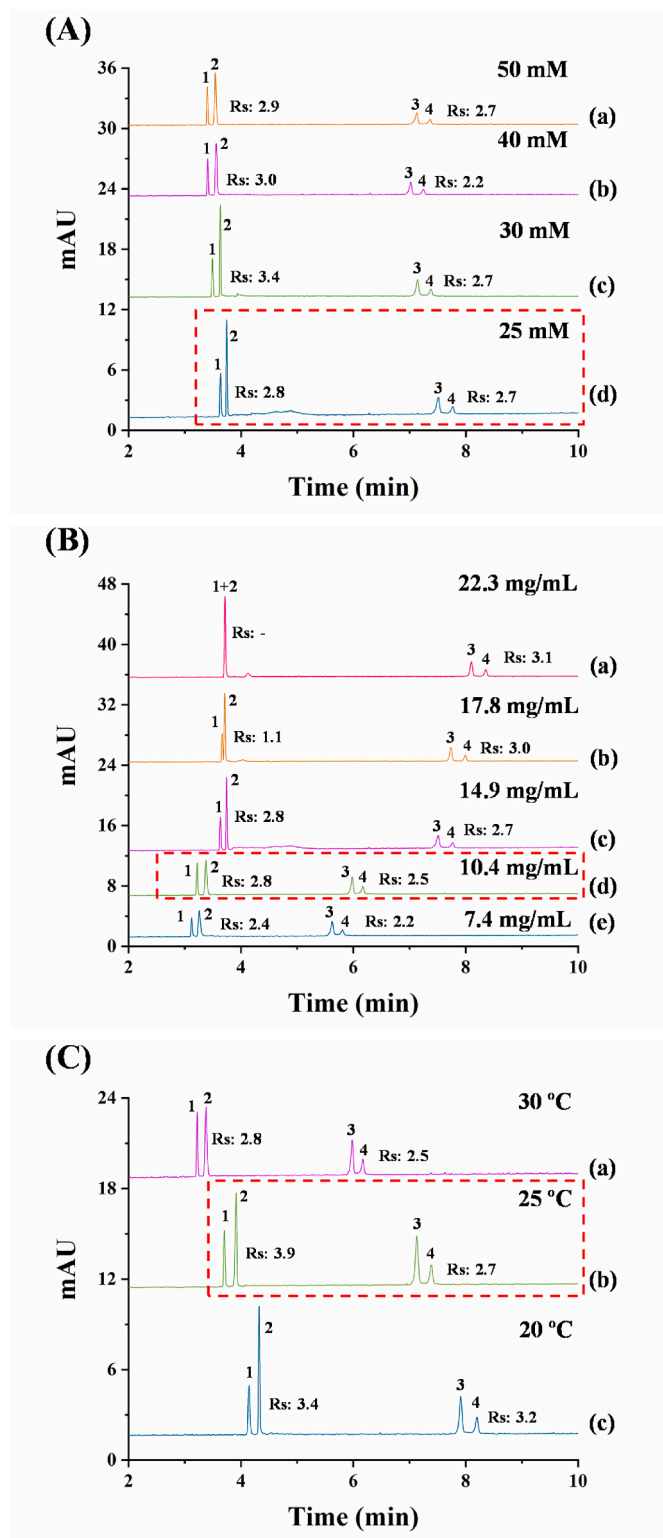 (A)
36
50 mM
1 2
Rs: 2.9
3 4
Rs: 2.7
(a)
30
40 mM
1 2
Rs: 3.0
3 4
Rs: 2.2
(b)
24
30 mM
1 2
Rs: 3.4
3 4
Rs: 2.7
(c)
18
12
25 mM
1 2
Rs: 2.8
3 4
Rs: 2.7
(d)
6
0
mAU
2 4 6 8 10
Time (min)
(B)
48
22.3 mg/mL
1+2
Rs: -
3 4
Rs: 3.1
(a)
40
17.8 mg/mL
1 2
Rs: 1.1
3 4
Rs: 3.0
(b)
32
24
14.9 mg/mL
1 2
Rs: 2.8
3 4
Rs: 2.7
(c)
16
10.4 mg/mL
1 2
Rs: 2.8
3 4
Rs: 2.5
(d)
8
7.4 mg/mL
1 2
Rs: 2.4
3 4
Rs: 2.2
(e)
0
mAU
2 4 6 8 10
Time (min)
(C)
24
30 ºC
1 2
Rs: 2.8
3 4
Rs: 2.5
(a)
18
25 ºC
1 2
Rs: 3.9
3 4
Rs: 2.7
(b)
12
20 ºC
1 2
Rs: 3.4
3 4
Rs: 3.2
(c)
6
0
mAU
2 4 6 8 10
Time (min)